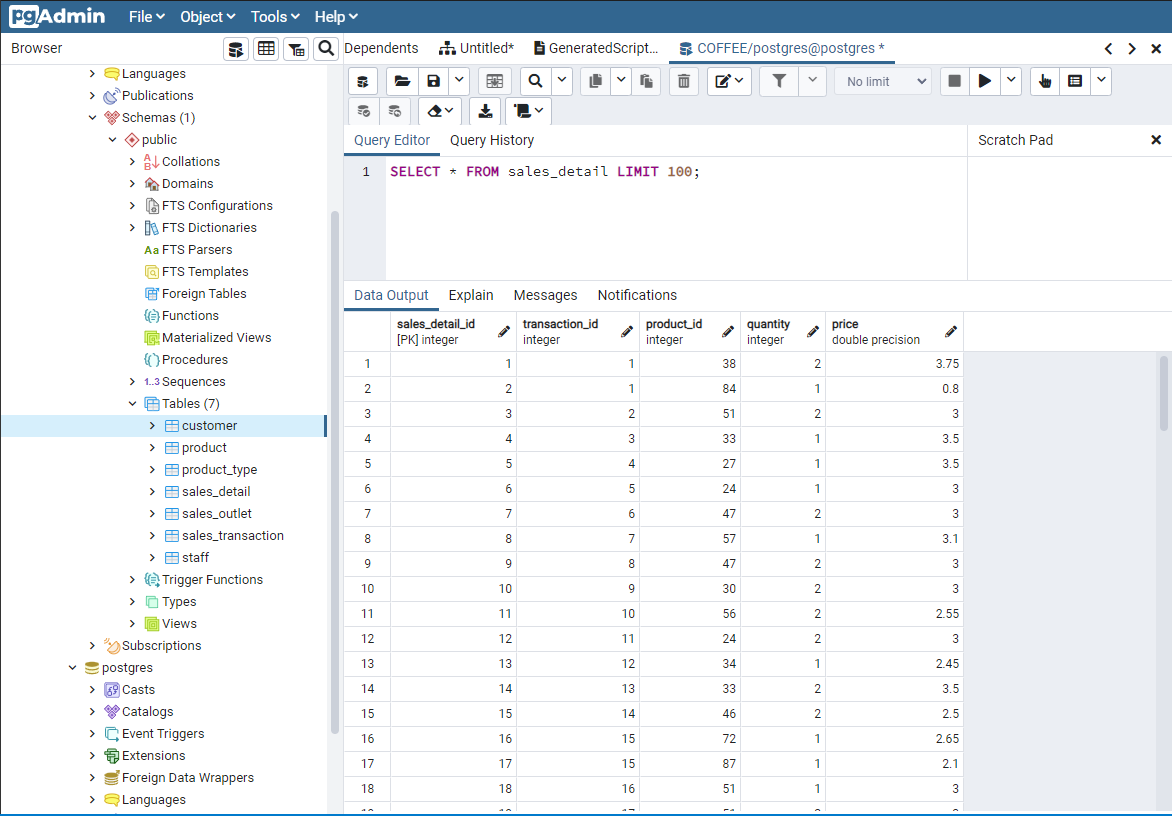 pgAdmin File Object Tools Help
Browser
Languages
Publications
Schemas (1)
public
Collations
Domains
FTS Configurations
FTS Dictionaries
Aa FTS Parsers
FTS Templates
Foreign Tables
Functions
Materialized Views
Procedures
1..3 Sequences
Tables (7)
customer
product
product_type
sales_detail
sales_outlet
sales_transaction
staff
Trigger Functions
Types
Views
Subscriptions
postgres
Casts
Catalogs
Event Triggers
Extensions
Foreign Data Wrappers
Languages
Dependents Untitled* GeneratedScript... COFFEE/postgres@postgres *
No limit
Query Editor Query History
Scratch Pad
1 SELECT * FROM sales_detail LIMIT 100;
Data Output Explain Messages Notifications
sales_detail_id transaction_id product_id quantity price
[PK] integer integer integer integer double precision
1 1 1 38 2 3.75
2 2 1 84 1 0.8
3 3 2 51 2 3
4 4 3 33 1 3.5
5 5 4 27 1 3.5
6 6 5 24 1 3
7 7 6 47 2 3
8 8 7 57 1 3.1
9 9 8 47 2 3
10 10 9 30 2 3
11 11 10 56 2 2.55
12 12 11 24 2 3
13 13 12 34 1 2.45
14 14 13 33 2 3.5
15 15 14 46 2 2.5
16 16 15 72 1 2.65
17 17 15 87 1 2.1
18 18 16 51 1 3